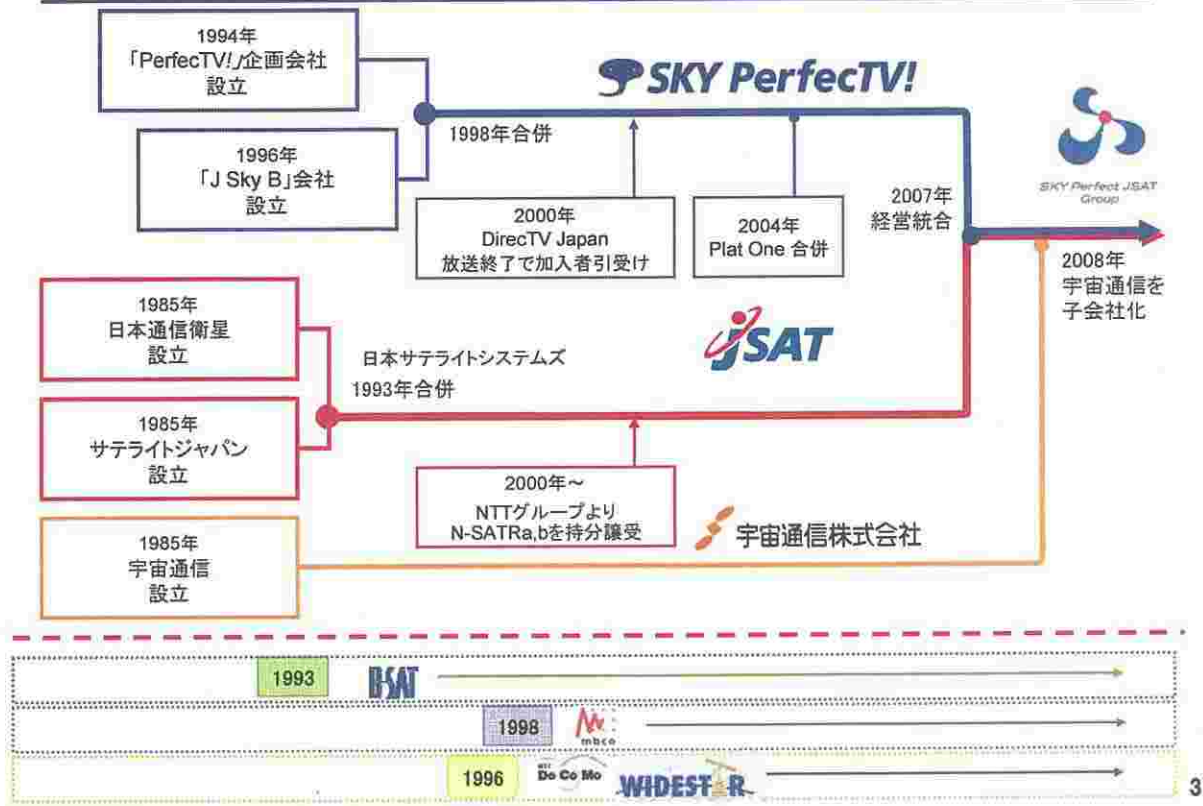 1994年
「PerfecTV!」企画会社
設立
SKY PerfecTV!
1998年合併
1996年
「J Sky B」会社
設立
2000年
DirecTV Japan
放送終了で加入者引受け
2004年
Plat One 合併
2007年
経営統合
SKY Perfect JSAT
Group
2008年
宇宙通信を
子会社化
1985年
日本通信衛星
設立
日本サテライトシステムズ
1993年合併
JSAT
1985年
サテライトジャパン
設立
2000年～
NTTグループより
N-SATRa,bを持分譲受
宇宙通信株式会社
1985年
宇宙通信
設立
1993
B-SAT
1998
mbco
1996
NTT
DoCoMo
WIDESTAR
3